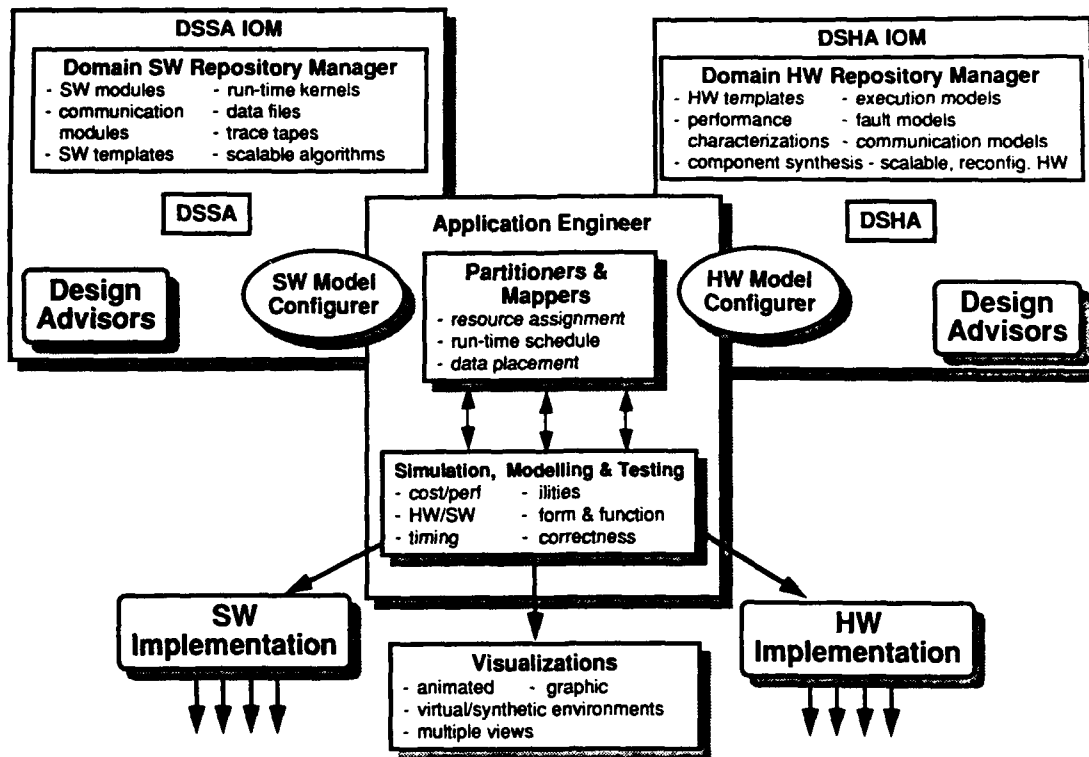 DSSA IOM
Domain SW Repository Manager
- SW modules - run-time kernels
- communication - data files
modules - trace tapes
- SW templates - scalable algorithms
DSSA
Design
Advisors
SW Model
Configurer
DSHA IOM
Domain HW Repository Manager
- HW templates - execution models
- performance - fault models
characterizations - communication models
- component synthesis - scalable, reconfig. HW
DSHA
HW Model
Configurer
Design
Advisors
Application Engineer
Partitioners &
Mappers
- resource assignment
- run-time schedule
- data placement
Simulation, Modelling & Testing
- cost/perf - ilities
- HW/SW - form & function
- timing - correctness
SW
Implementation
HW
Implementation
Visualizations
- animated - graphic
- virtual/synthetic environments
- multiple views